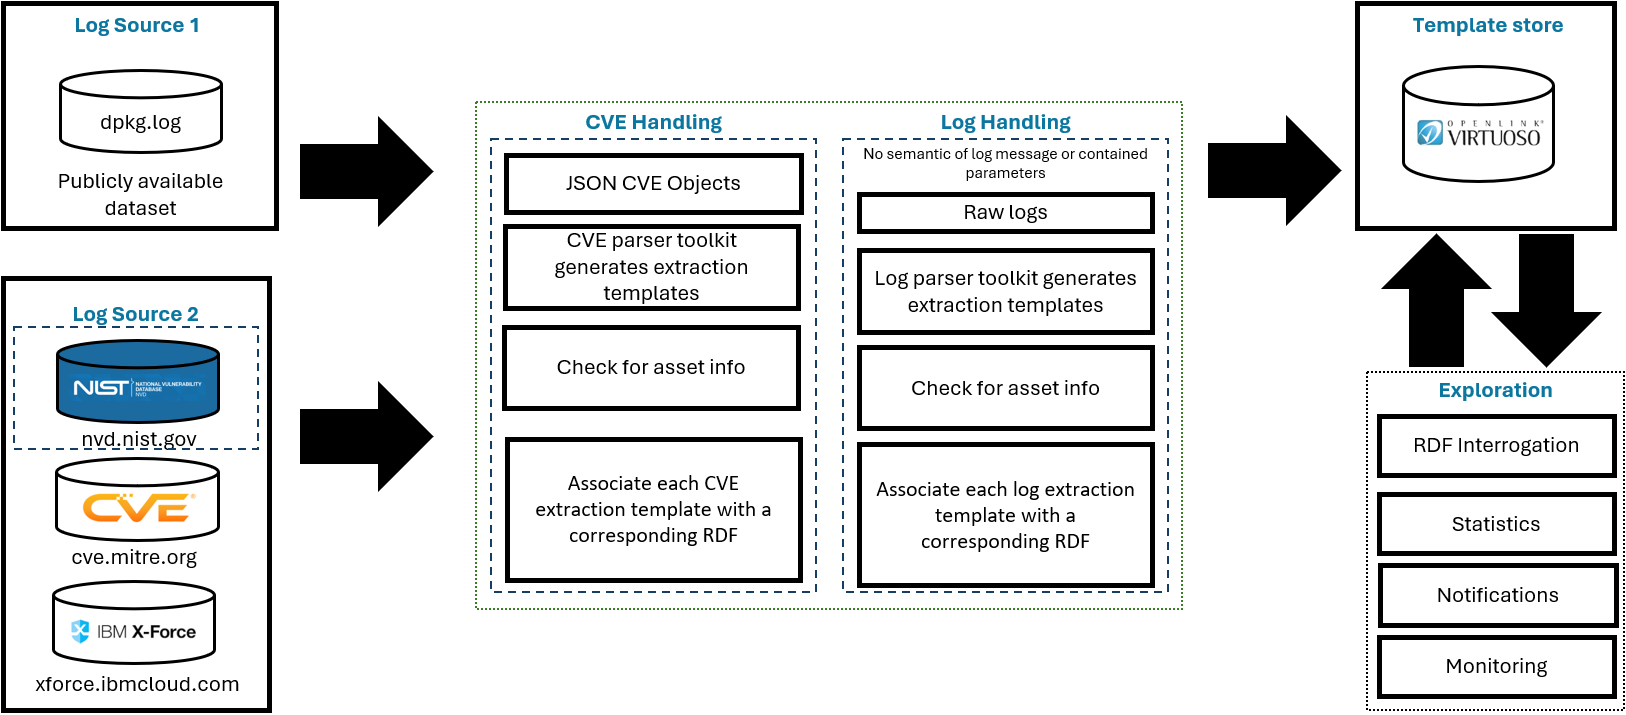 Log Source 1
dpkg.log
Publicly available
dataset
Log Source 2
NIST
NATIONAL VULNERABILITY
DATABASE
NVD
nvd.nist.gov
CVE
cve.mitre.org
IBM X-Force
xforce.ibmcloud.com
CVE Handling
JSON CVE Objects
CVE parser toolkit
generates extraction
templates
Check for asset info
Associate each CVE
extraction template with a
corresponding RDF
Log Handling
No semantic of log message or contained
parameters
Raw logs
Log parser toolkit generates
extraction templates
Check for asset info
Associate each log extraction
template with a
corresponding RDF
Template store
OPENLINK
VIRTUOSO
Exploration
RDF Interrogation
Statistics
Notifications
Monitoring